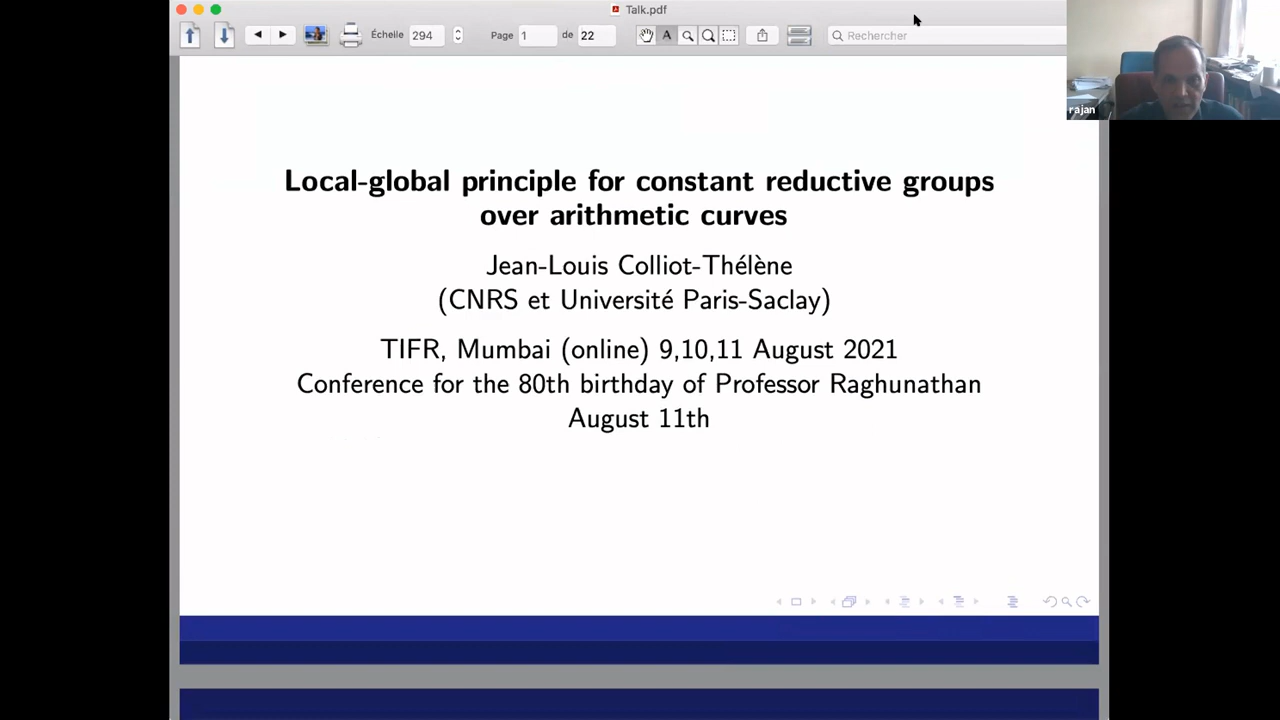 Talk.pdf
Échelle 294 Page 1 de 22 A Rechercher
rajan
Local-global principle for constant reductive groups
over arithmetic curves
Jean-Louis Colliot-Thélène
(CNRS et Université Paris-Saclay)
TIFR, Mumbai (online) 9,10,11 August 2021
Conference for the 80th birthday of Professor Raghunathan
August 11th